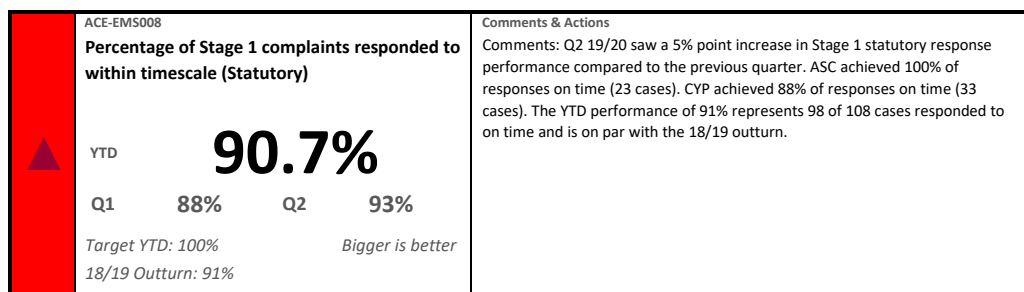 ACE-EMS008
Percentage of Stage 1 complaints responded to
within timescale (Statutory)
YTD 90.7%
Q1 88% Q2 93%
Target YTD: 100% Bigger is better
18/19 Outturn: 91%
Comments & Actions
Comments: Q2 19/20 saw a 5% point increase in Stage 1 statutory response
performance compared to the previous quarter. ASC achieved 100% of
responses on time (23 cases). CYP achieved 88% of responses on time (33
cases). The YTD performance of 91% represents 98 of 108 cases responded to
on time and is on par with the 18/19 outturn.